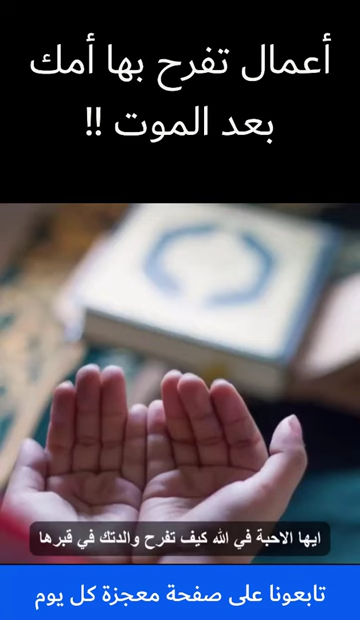 أعمال تفرح بها أمك
بعد الموت !!
ايها الاحبة في الله كيف تفرح والدتك في قبرها
تابعونا على صفحة معجزة كل يوم